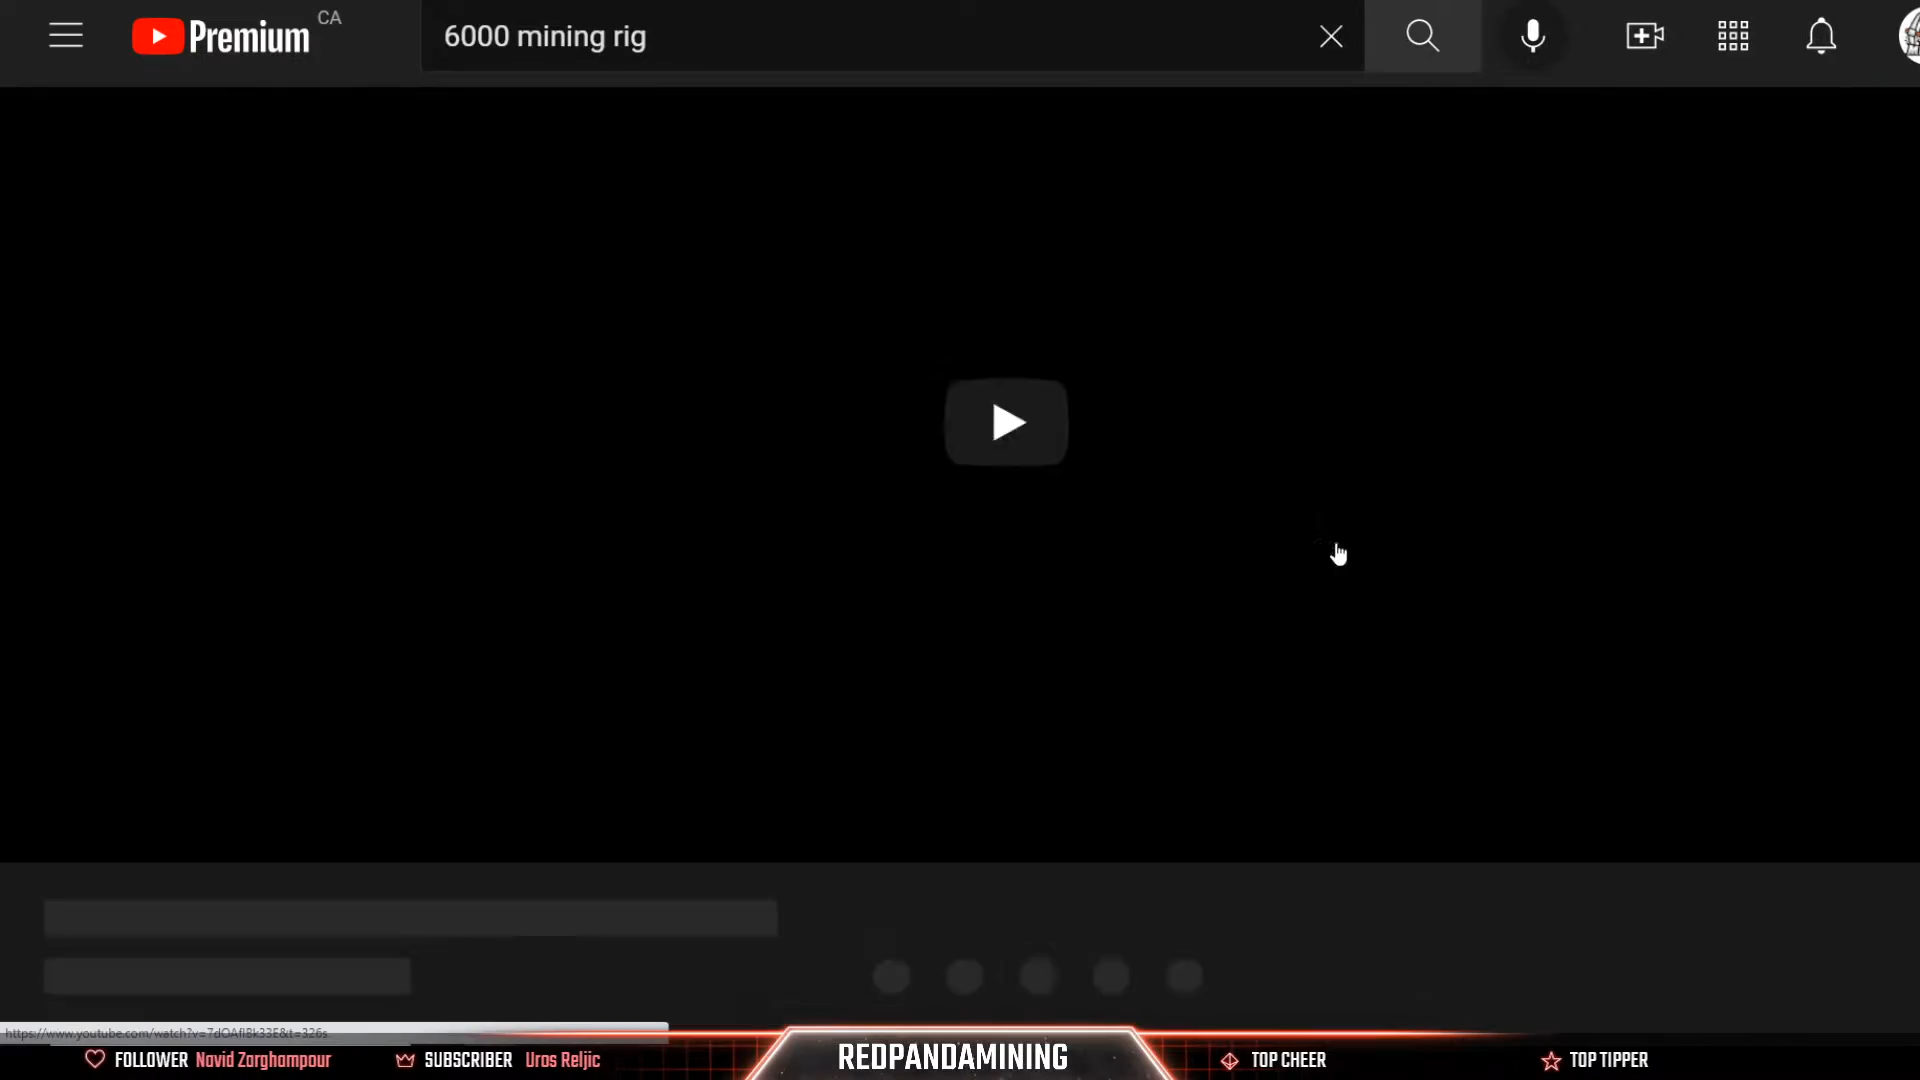 Premium
CA
6000 mining rig
FOLLOWER Navid Zarghampour
SUBSCRIBER Uros Reljic
REDPANDAMINING
TOP CHEER
TOP TIPPER